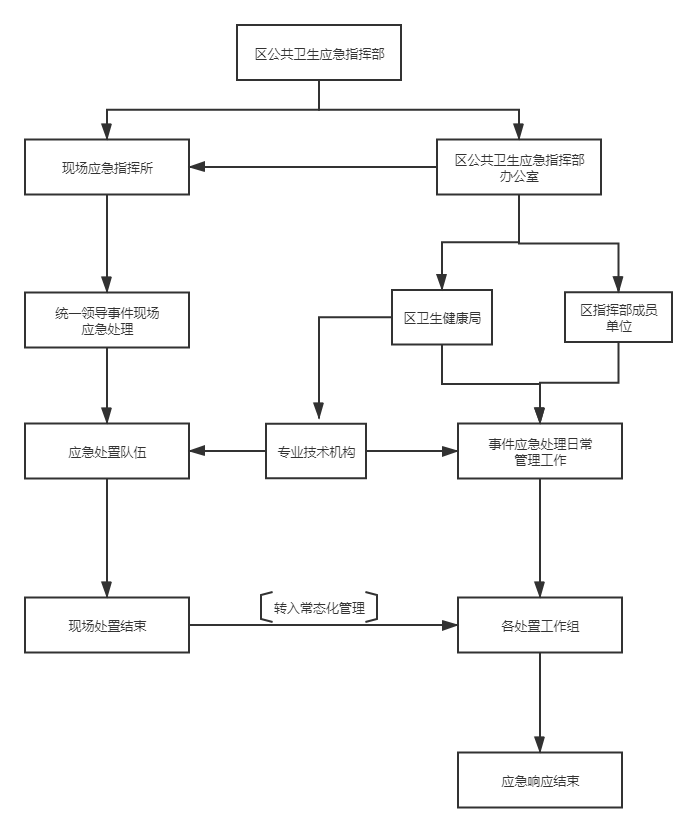 区公共卫生应急指挥部
现场应急指挥所
区公共卫生应急指挥部
办公室
统一领导事件现场
应急处理
区卫生健康局
区指挥部成员
单位
应急处置队伍
专业技术机构
事件应急处理日常
管理工作
现场处置结束
转入常态化管理
各处置工作组
应急响应结束